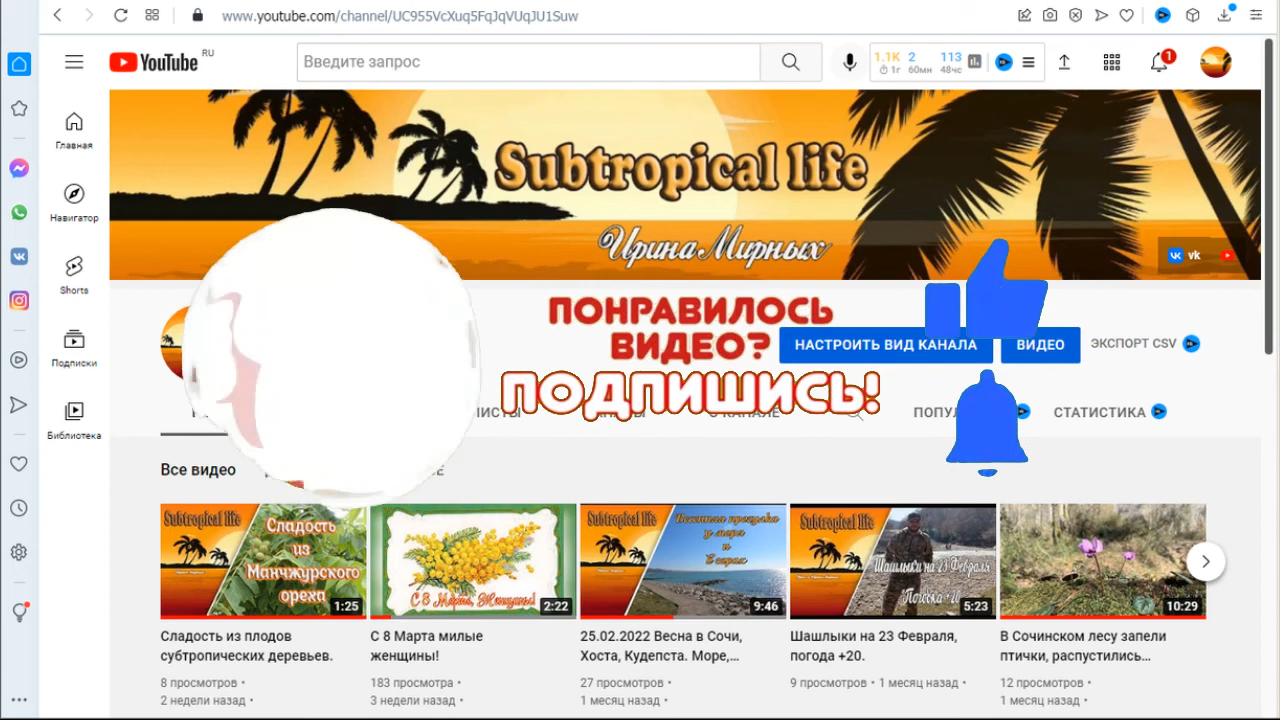 www.youtube.com/channel/UC955VcXuq5FqJqVUqJU1Suw
YouTube RU
Введите запрос
1.1K 2 113
1г 60мн 48чс
1
Главная
Навигатор
Shorts
Подписки
Библиотека
Subtropical life
Ирина Мирных
vk
ПОНРАВИЛОСЬ
ВИДЕО?
ПОДПИШИСЬ!
НАСТРОИТЬ ВИД КАНАЛА
ВИДЕО
ЭКСПОРТ CSV
О КАНАЛЕ
СТАТИСТИКА
Все видео
Subtropical life
Сладость
из
Манчжурского
ореха
1:25
С 8 Марта, Женщины!
2:22
Subtropical life
9:46
Subtropical life
Шашлыки на 23 Февраля
Погода +20
5:23
10:29
Сладость из плодов
субтропических деревьев.
8 просмотров •
2 недели назад •
С 8 Марта милые
женщины!
183 просмотра •
3 недели назад •
25.02.2022 Весна в Сочи,
Хоста, Кудепста. Море,...
27 просмотров •
1 месяц назад •
Шашлыки на 23 Февраля,
погода +20.
9 просмотров • 1 месяц назад •
В Сочинском лесу запели
птички, распустились...
12 просмотров •
1 месяц назад •